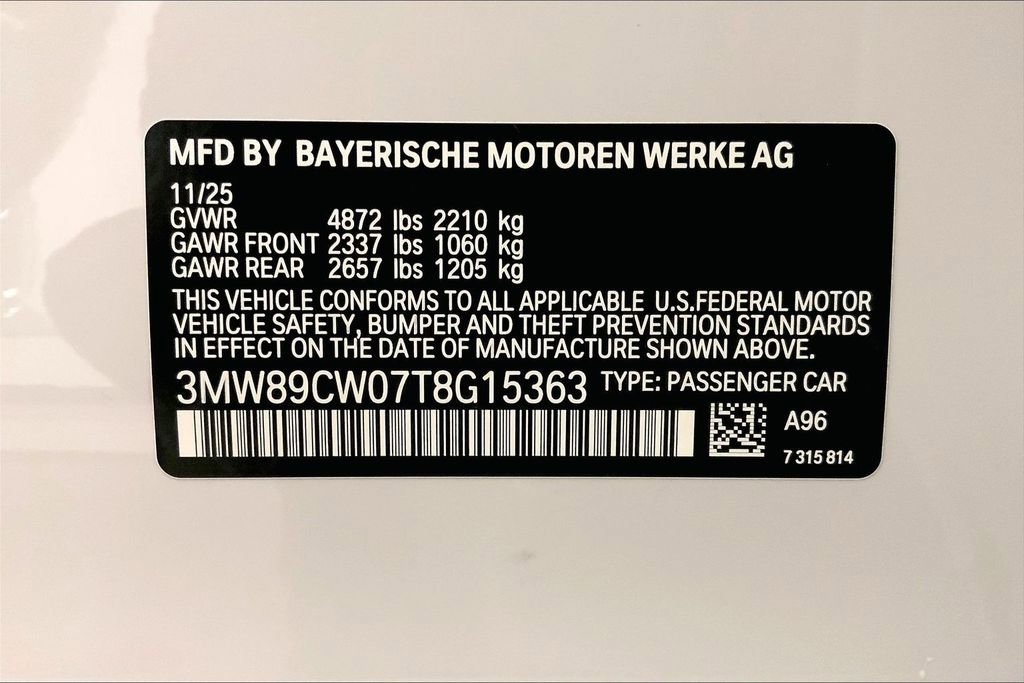 MFD BY BAYERISCHE MOTOREN WERKE AG
11/25
GVWR 4872 lbs 2210 kg
GAWR FRONT 2337 lbs 1060 kg
GAWR REAR 2657 lbs 1205 kg
THIS VEHICLE CONFORMS TO ALL APPLICABLE U.S.FEDERAL MOTOR
VEHICLE SAFETY, BUMPER AND THEFT PREVENTION STANDARDS
IN EFFECT ON THE DATE OF MANUFACTURE SHOWN ABOVE.
3MW89CW07T8G15363 TYPE: PASSENGER CAR
A96
7 315 814